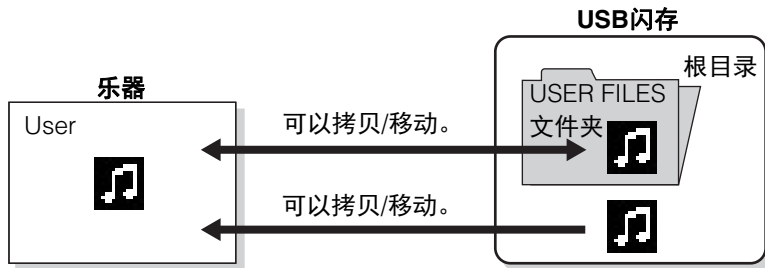 USB闪存
根目录
乐器
USER FILES
User
可以拷贝/移动。
文件夹
可以拷贝/移动。